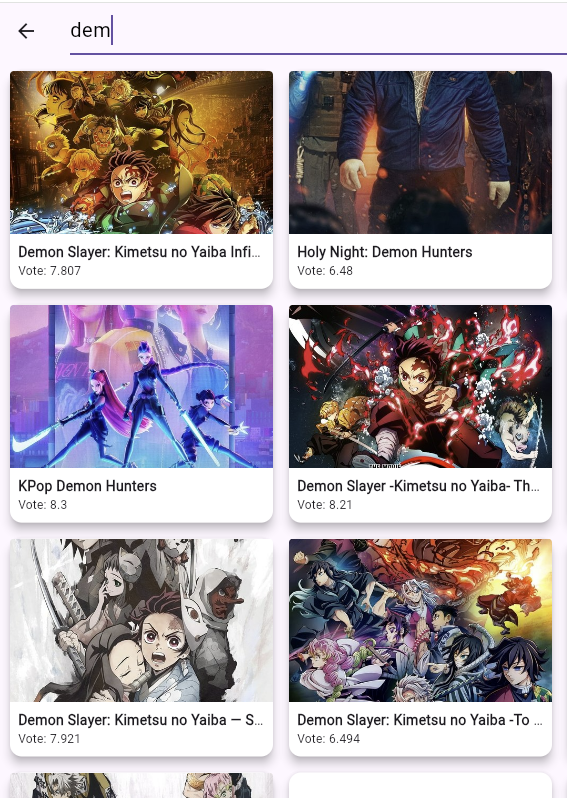 dem
Demon Slayer: Kimetsu no Yaiba Infi...
Vote: 7.807
Holy Night: Demon Hunters
Vote: 6.48
KPop Demon Hunters
Vote: 8.3
Demon Slayer -Kimetsu no Yaiba- Th...
Vote: 8.21
Demon Slayer: Kimetsu no Yaiba — S...
Vote: 7.921
Demon Slayer: Kimetsu no Yaiba -To ...
Vote: 6.494